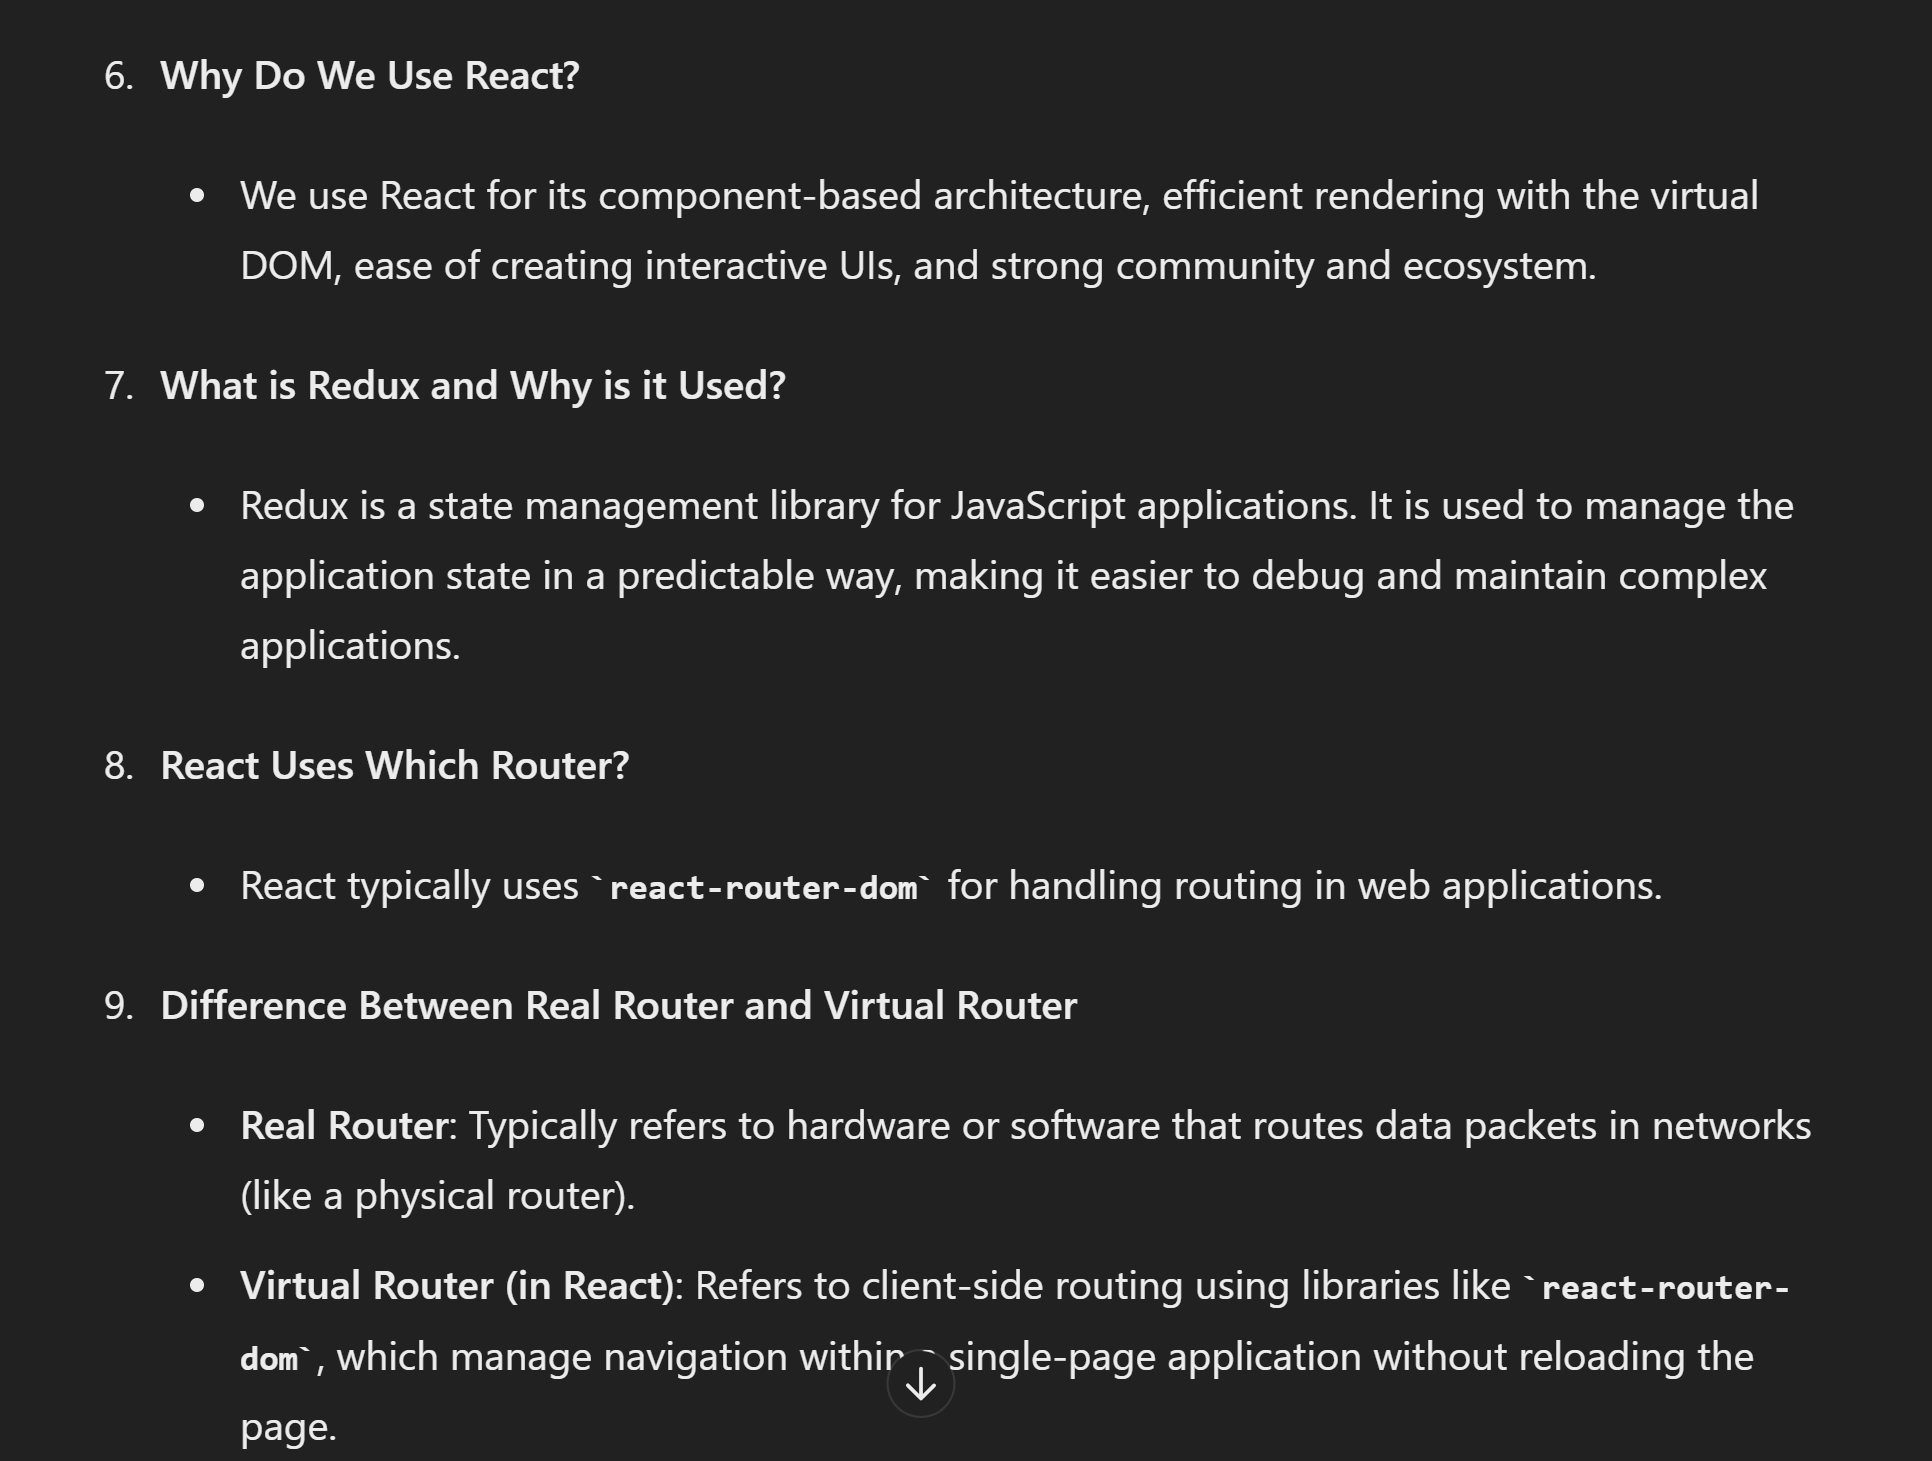 6. Why Do We Use React?
• We use React for its component-based architecture, efficient rendering with the virtual
DOM, ease of creating interactive UIs, and strong community and ecosystem.
7. What is Redux and Why is it Used?
• Redux is a state management library for JavaScript applications. It is used to manage the
application state in a predictable way, making it easier to debug and maintain complex
applications.
8. React Uses Which Router?
• React typically uses `react-router-dom` for handling routing in web applications.
9. Difference Between Real Router and Virtual Router
• Real Router: Typically refers to hardware or software that routes data packets in networks
(like a physical router).
• Virtual Router (in React): Refers to client-side routing using libraries like `react-router-
dom`, which manage navigation within single-page application without reloading the
page.